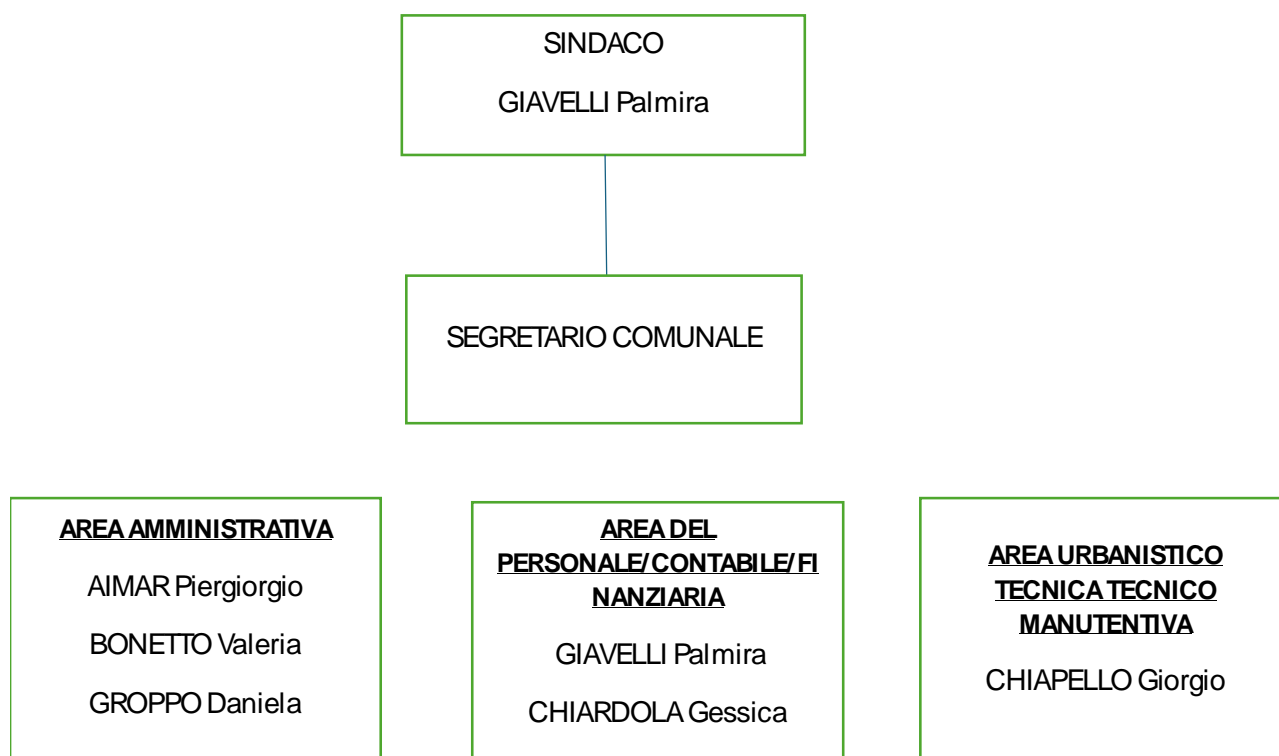 SINDACO
GIAVELLI Palmira
SEGRETARIO COMUNALE
AREA AMMINISTRATIVA
AIMAR Piergiorgio
BONETTO Valeria
GROPPO Daniela
AREA DEL
PERSONALE/CONTABILE/FI
NANZIARIA
GIAVELLI Palmira
CHIARDOLA Gessica
AREA URBANISTICO
TECNICA TECNICO
MANUTENTIVA
CHIAPELLO Giorgio